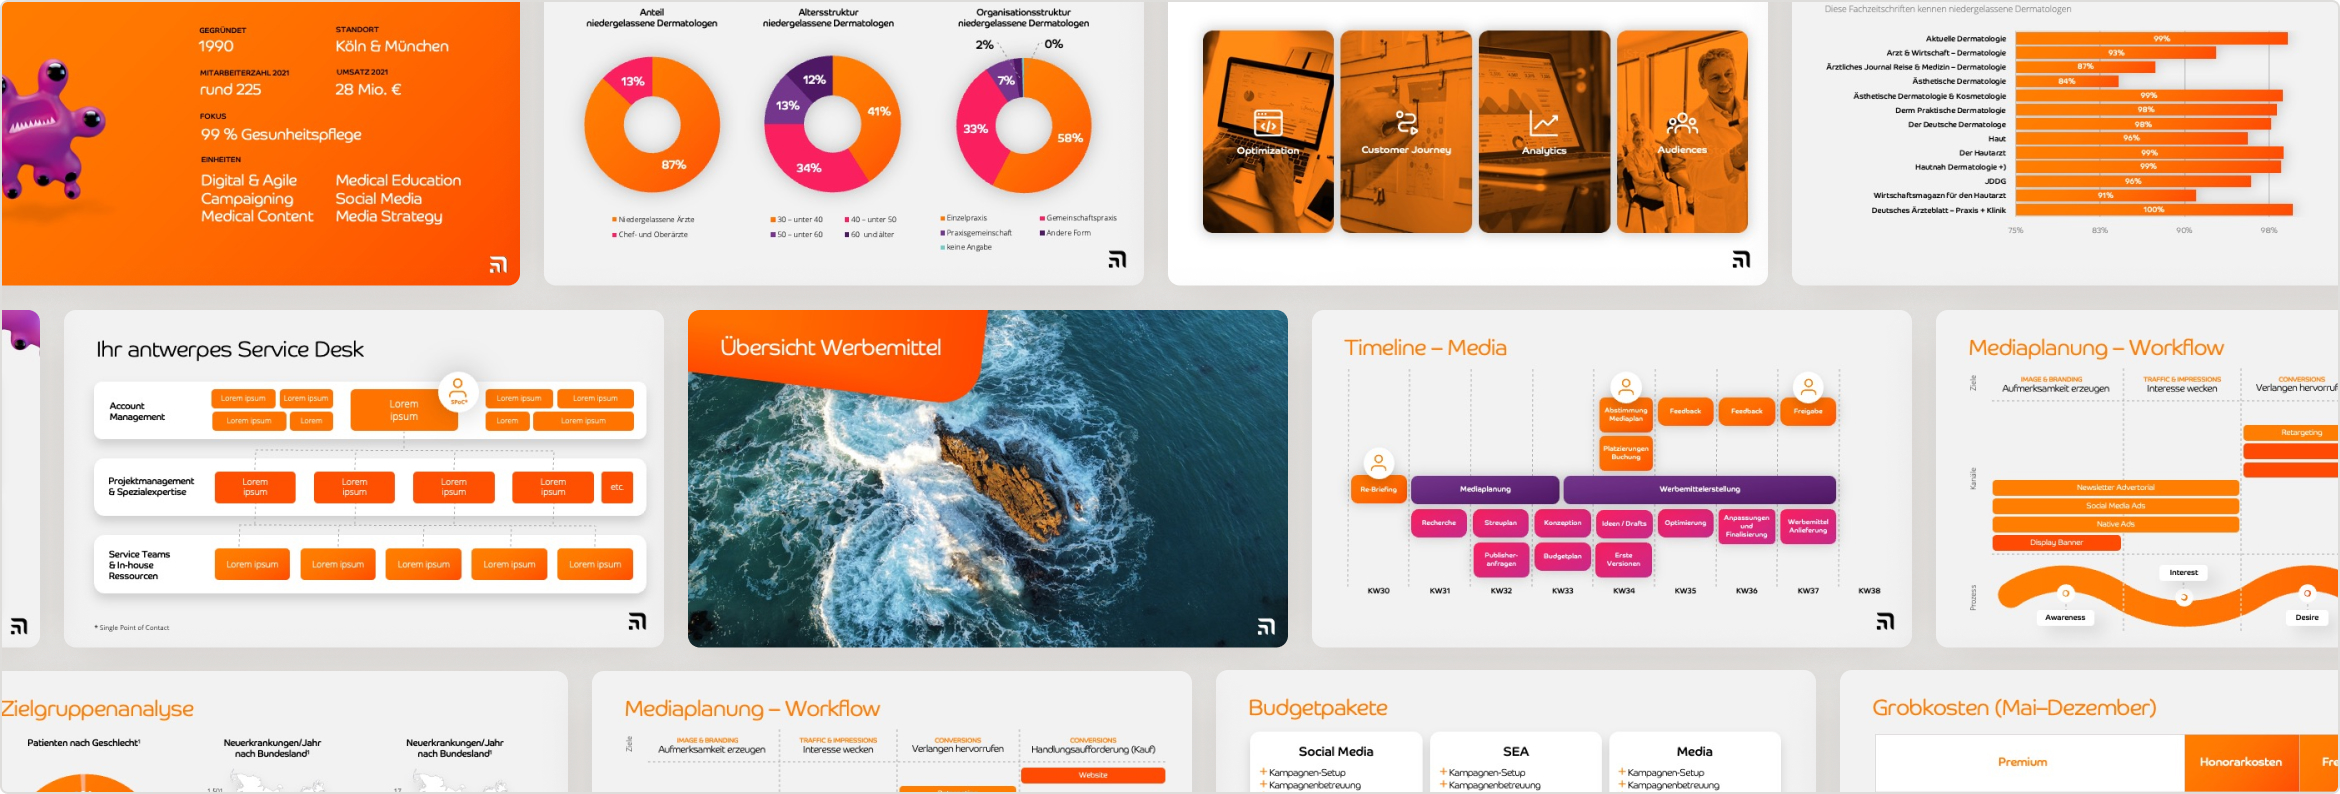 GEGRÜNDET
1990
STANDORT
Köln & München
MITARBEITERZAHL 2021
rund 225
UMSATZ 2021
28 Mio. €
FOKUS
99 % Gesunheitspflege
EINHEITEN
Digital & Agile
Campaigning
Medical Content
Medical Education
Social Media
Media Strategy
Anteil
niedergelassene Dermatologen
13%
87%
Niedergelassene Ärzte
Chef- und Oberärzte
Altersstruktur
niedergelassene Dermatologen
12%
13%
41%
34%
30 – unter 40
40 – unter 50
50 – unter 60
60 und älter
Organisationsstruktur
niedergelassene Dermatologen
2%
0%
7%
33%
58%
Einzelpraxis
Gemeinschaftspraxis
Praxisgemeinschaft
Andere Form
keine Angabe
Optimization
Customer Journey
Analytics
Audiences
Diese Fachzeitschriften kennen niedergelassene Dermatologen
Aktuelle Dermatologie 99%
Arzt & Wirtschaft – Dermatologie 93%
Ärztliches Journal Reise & Medizin – Dermatologie 87%
Ästhetische Dermatologie 84%
Ästhetische Dermatologie & Kosmetologie 99%
Derm Praktische Dermatologie 98%
Der Deutsche Dermatologe 98%
Haut 96%
Der Hautarzt 99%
Hautnah Dermatologie +) 99%
JDDG 96%
Wirtschaftsmagazin für den Hautarzt 91%
Deutsches Ärzteblatt – Praxis + Klinik 100%
75% 83% 90% 98%
Ihr antwerpes Service Desk
Account
Management
Lorem ipsum Lorem ipsum
Lorem ipsum Lorem
Lorem
ipsum
SPoC*
Lorem ipsum Lorem ipsum
Lorem Lorem ipsum
Projektmanagement
& Spezialexpertise
Lorem
ipsum
Lorem
ipsum
Lorem
ipsum
Lorem
ipsum
etc.
Service Teams
& In-house
Ressourcen
Lorem ipsum Lorem ipsum Lorem ipsum Lorem ipsum Lorem ipsum
* Single Point of Contact
Übersicht Werbemittel
Timeline – Media
Abstimmung
Mediaplan
Feedback
Feedback
Freigabe
Platzierungen
Buchung
Re-Briefing
Mediaplanung
Werbemittelerstellung
Recherche
Streuplan
Konzeption
Ideen / Drafts
Optimierung
Anpassungen
und
Finalisierung
Werbemittel
Anlieferung
Publisher-
anfragen
Budgetplan
Erste
Versionen
KW30 KW31 KW32 KW33 KW34 KW35 KW36 KW37 KW38
Mediaplanung – Workflow
Ziele
IMAGE & BRANDING
Aufmerksamkeit erzeugen
TRAFFIC & IMPRESSIONS
Interesse wecken
CONVERSIONS
Verlangen hervorruf
Kanäle
Retargeting
Newsletter Advertorial
Social Media Ads
Native Ads
Display Banner
Prozess
Interest
Awareness
Desire
Zielgruppenanalyse
Patienten nach Geschlecht¹
Neuerkrankungen/Jahr
nach Bundesland¹
Neuerkrankungen/Jahr
nach Bundesland¹
Mediaplanung – Workflow
Ziele
IMAGE & BRANDING
Aufmerksamkeit erzeugen
TRAFFIC & IMPRESSIONS
Interesse wecken
CONVERSIONS
Verlangen hervorrufen
CONVERSIONS
Handlungsaufforderung (Kauf)
Website
Budgetpakete
Social Media
+ Kampagnen-Setup
+ Kampagnenbetreuung
SEA
+ Kampagnen-Setup
+ Kampagnenbetreuung
Media
+ Kampagnen-Setup
+ Kampagnenbetreuung
Grobkosten (Mai–Dezember)
Premium
Honorarkosten
Fre